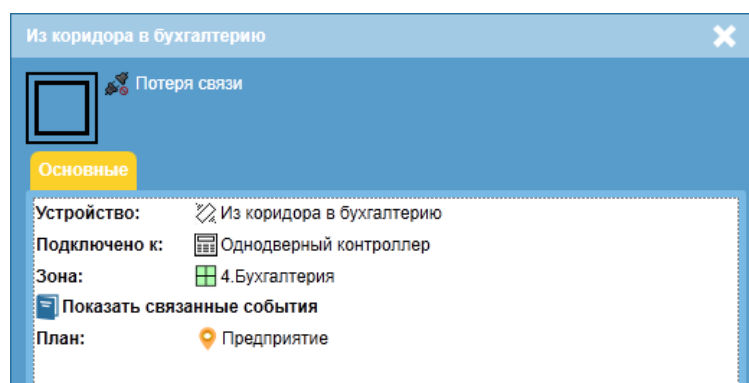 Из коридора в бухгалтерию
Потеря связи
Основные
Устройство: Из коридора в бухгалтерию
Подключено к: Однодверный контроллер
Зона: 4.Бухгалтерия
Показать связанные события
План: Предприятие